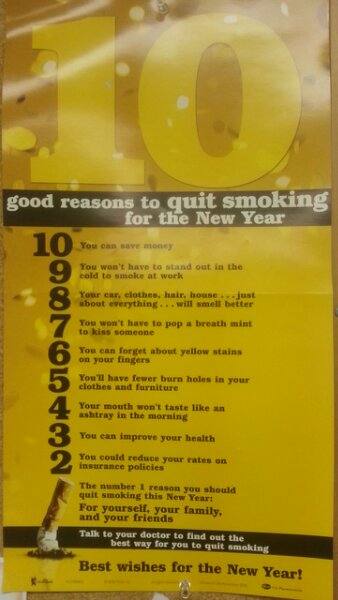 10
good reasons to quit smoking
for the New Year
10 You can save money
9 You won't have to stand out in the
cold to smoke at work
8 Your car, clothes, hair, house . . . just
about everything . . . will smell better
7 You won't have to pop a breath mint
to kiss someone
6 You can forget about yellow stains
on your fingers
5 You'll have fewer burn holes in your
clothes and furniture
4 Your mouth won't taste like an
ashtray in the morning
3 You can improve your health
2 You could reduce your rates on
insurance policies
The number 1 reason you should
quit smoking this New Year:
For yourself, your family,
and your friends
Talk to your doctor to find out the
best way for you to quit smoking
Best wishes for the New Year!